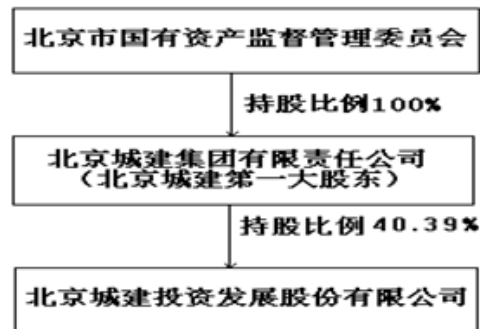 北京市国有资产监督管理委员会
持股比例100%
北京城建集团有限责任公司
（北京城建第一大股东）
持股比例 40.39%
北京城建投资发展股份有限公司